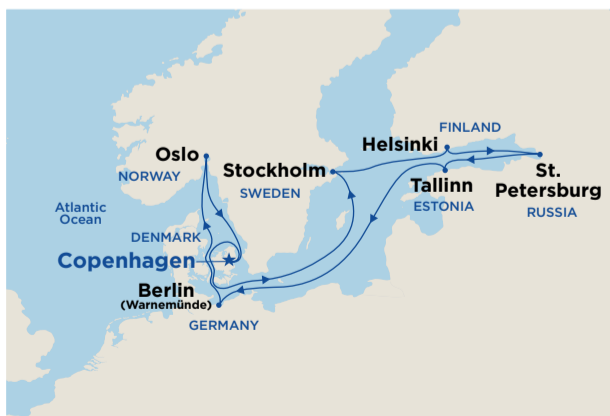 FINLAND
Helsinki
Oslo
Stockholm
St.
Petersburg
RUSSIA
NORWAY
SWEDEN
Tallinn
ESTONIA
Atlantic
Ocean
DENMARK
Copenhagen
Berlin
(Warnemünde)
GERMANY